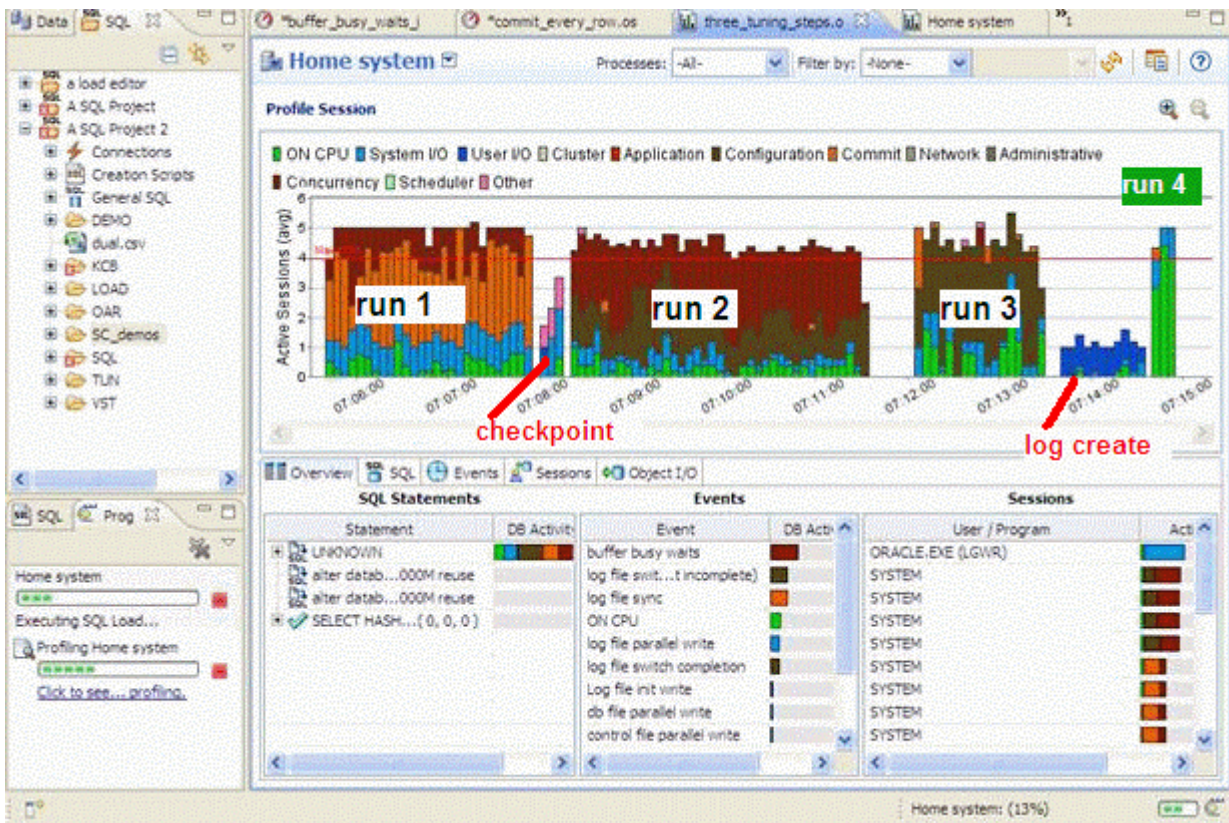 Data SQL
*buffer_busy_waits_i *commit_every_row.os three_tuning_steps.o Home system »1
Home system Processes: -All- Filter by: -None-
a load editor
A SQL Project
A SQL Project 2
Connections
Creation Scripts
General SQL
DEMO
dual.csv
KCB
LOAD
OAR
SC_demos
SQL
TUN
VST
Profile Session
ON CPU System I/O User I/O Cluster Application Configuration Commit Network Administrative
Concurrency Scheduler Other
run 4
Active Sessions (avg)
6
5
4
3
2
1
0
run 1
run 2
run 3
07:06:00 07:07:00 07:08:00 07:09:00 07:10:00 07:11:00 07:12:00 07:13:00 07:14:00 07:15:00
checkpoint
log create
Overview SQL Events Sessions Object I/O
SQL Statements
Statement DB Activity
UNKNOWN
alter datab...000M reuse
alter datab...000M reuse
SELECT HASH...( 0, 0, 0 )
Events
Event DB Acti
buffer busy waits
log file swit...t incomplete)
log file sync
ON CPU
log file parallel write
log file switch completion
Log file init write
db file parallel write
control file parallel write
Sessions
User / Program Acti
ORACLE.EXE (LGWR)
SYSTEM
SYSTEM
SYSTEM
SYSTEM
SYSTEM
SYSTEM
SYSTEM
SYSTEM
SQL Prog
Home system
Executing SQL Load...
Profiling Home system
Click to see... profiling.
Home system: (13%)